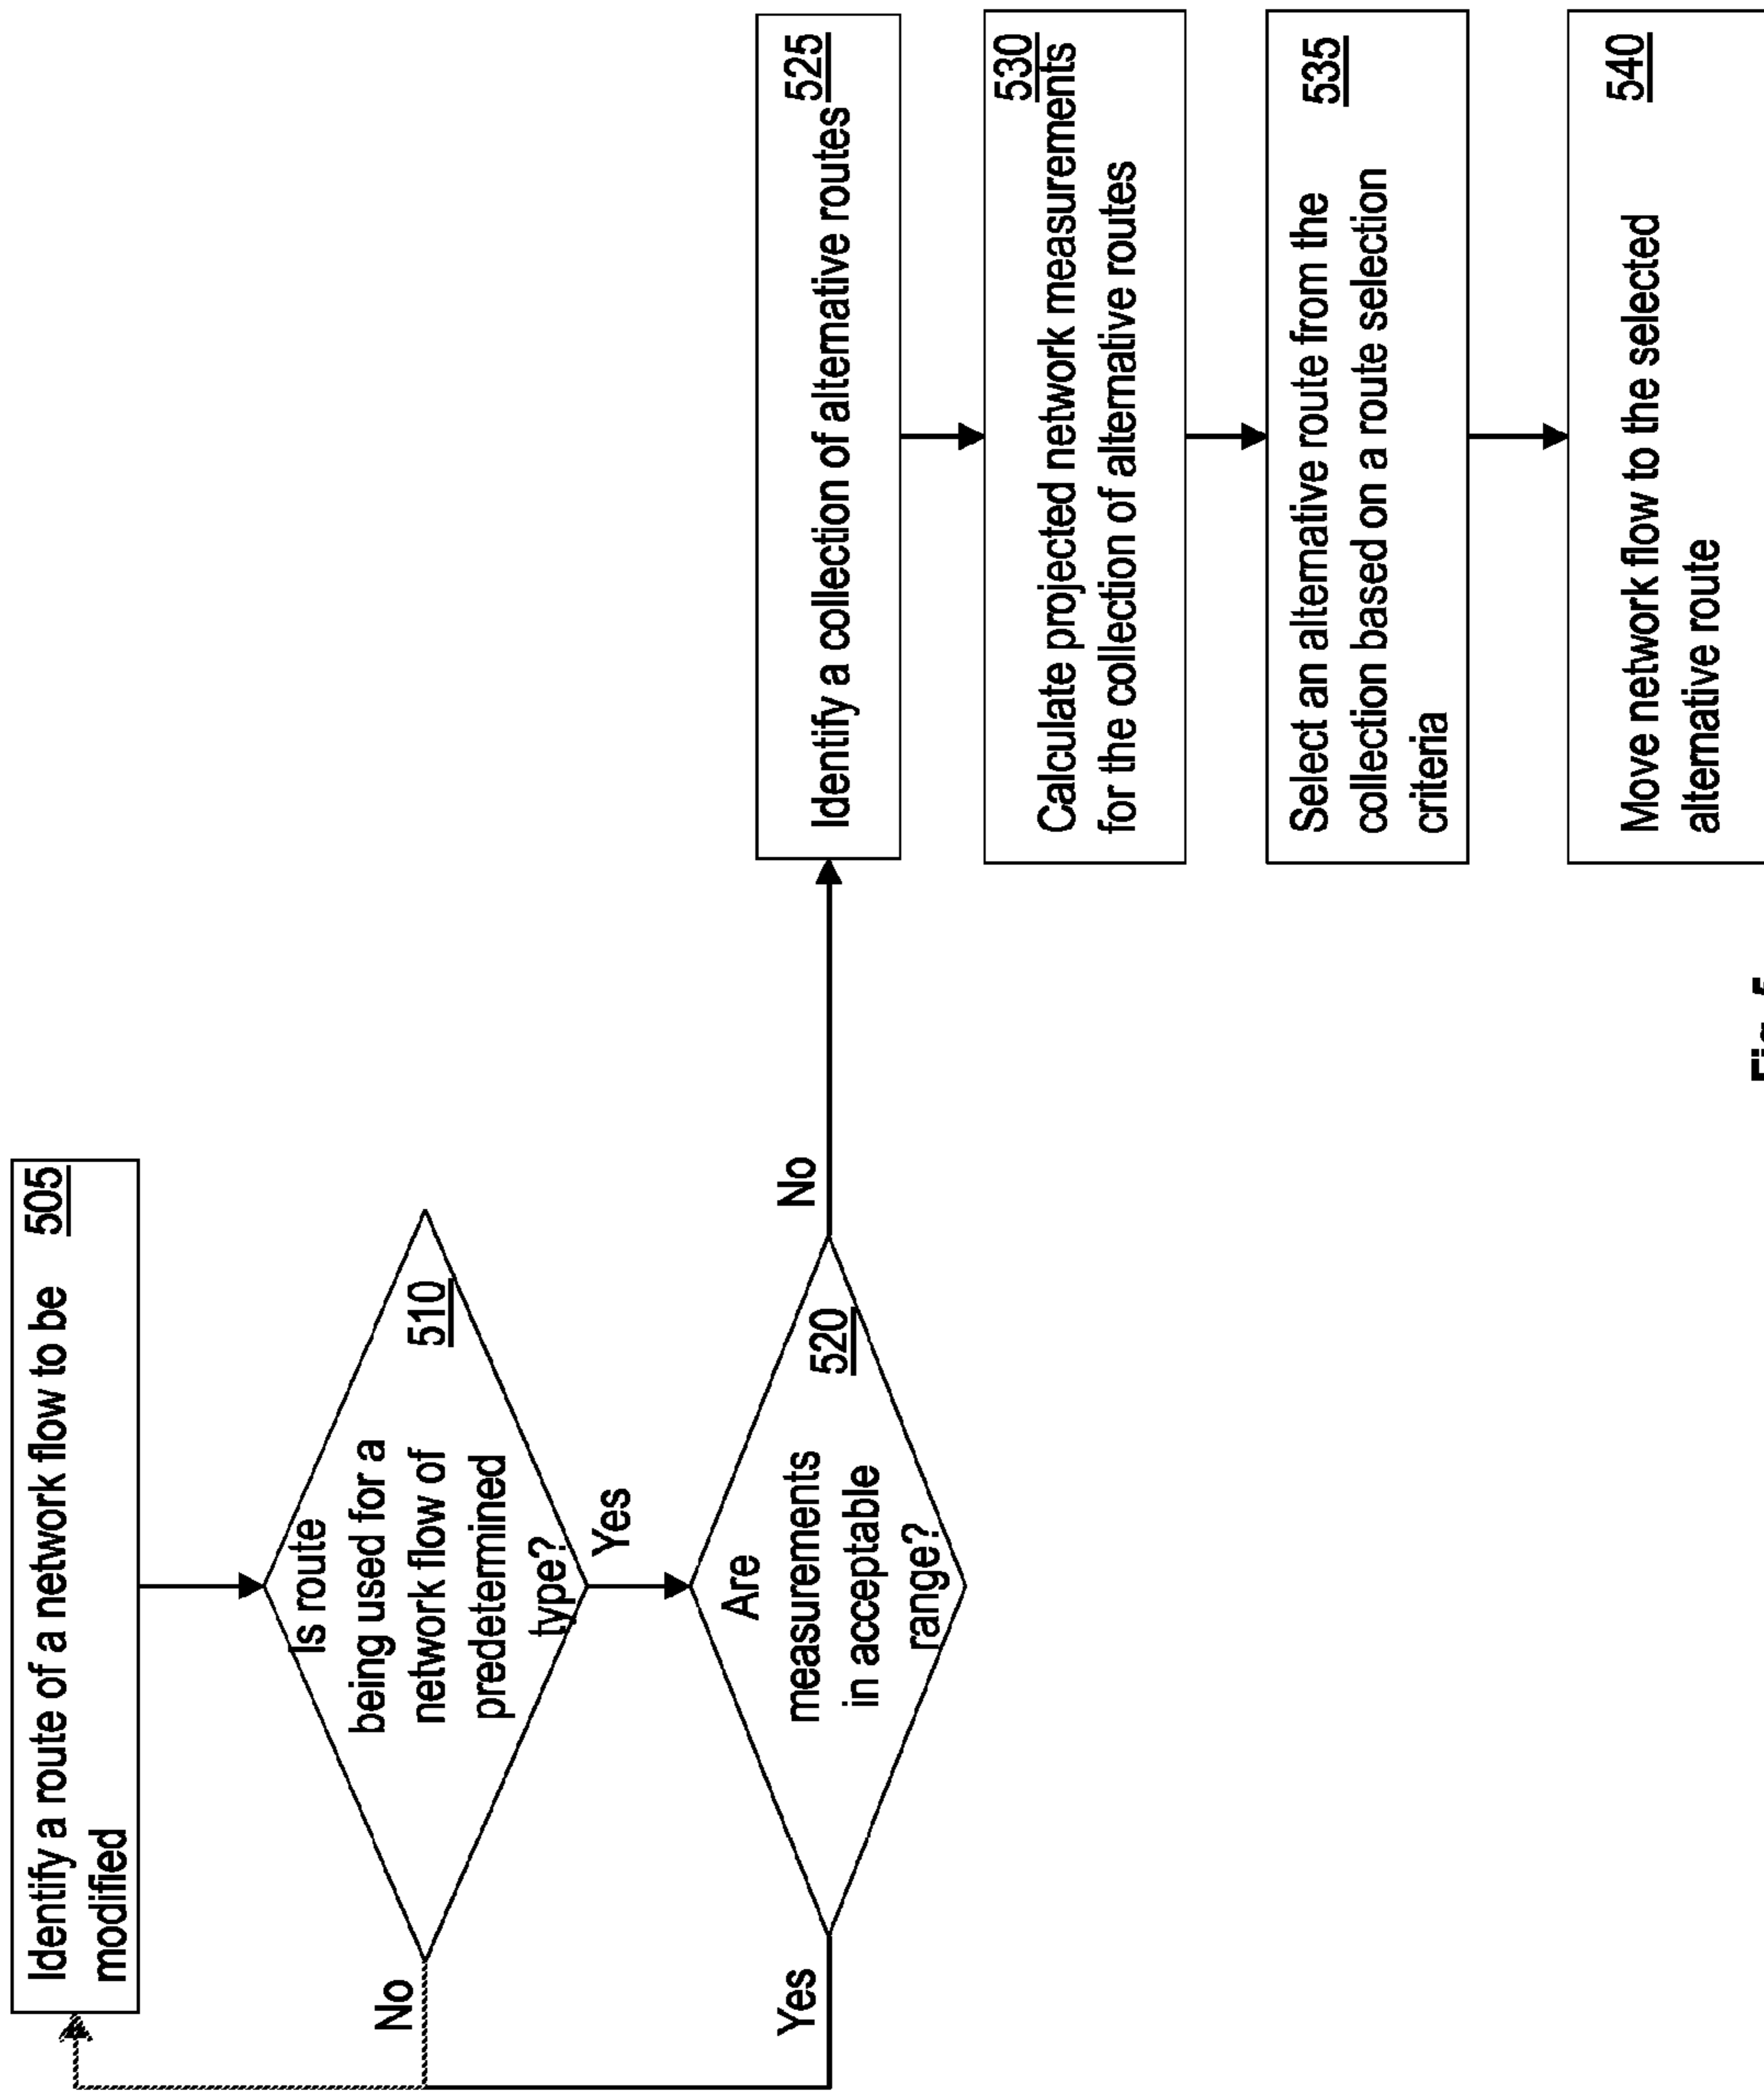 Identify a route of a network flow to be 505
modified
Is route
being used for a
network flow of
predetermined
type?
510
No
Yes
Are
measurements
in acceptable
range?
520
Yes
No
525
Identify a collection of alternative routes
530
Calculate projected network measurements
for the collection of alternative routes
Select an alternative route from the 535
collection based on a route selection
criteria
Move network flow to the selected 540
alternative route
Fig. 5